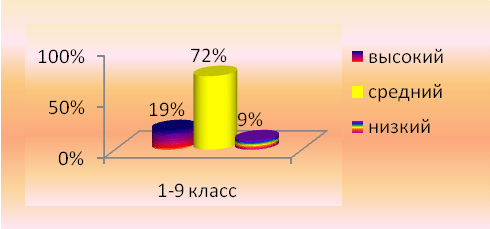 100%
50%
0%
19%
72%
9%
1-9 класс
высокий
средний
низкий